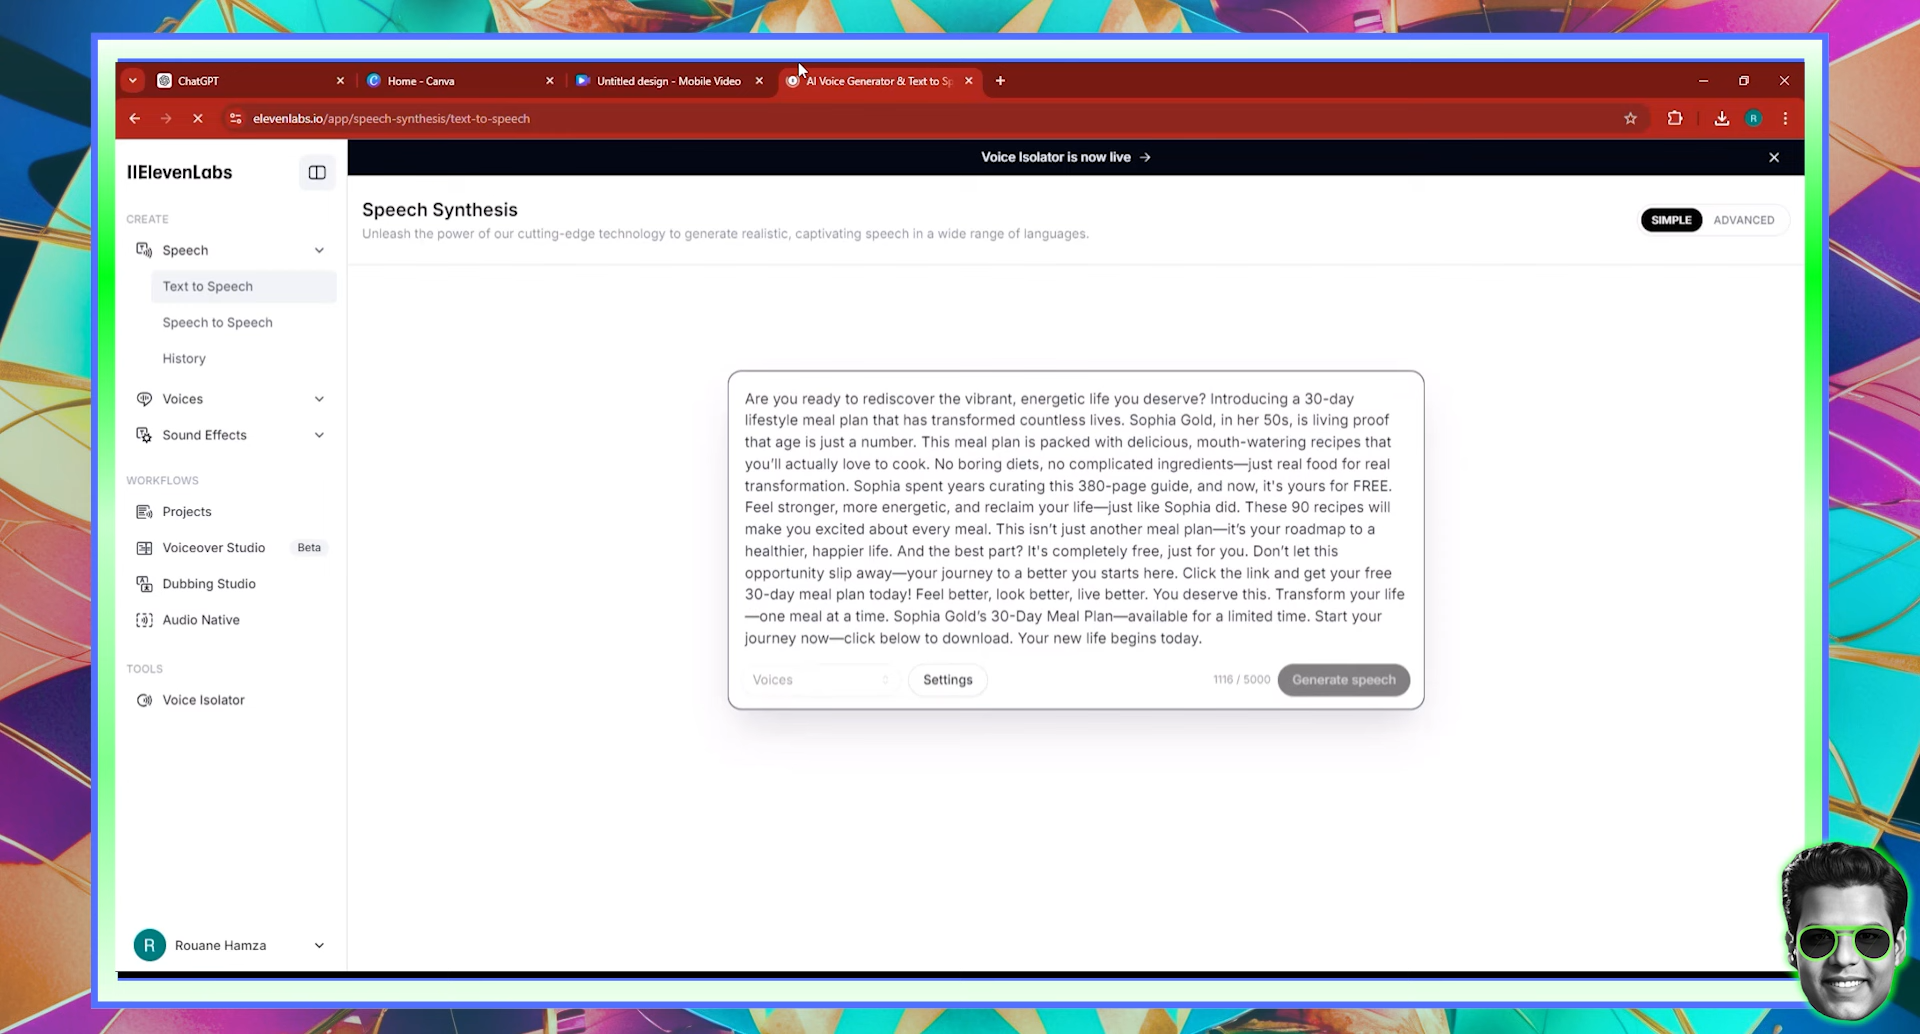 ChatGPT
Home - Canva
Untitled design - Mobile Video
AI Voice Generator & Text to Sp
elevenlabs.io/app/speech-synthesis/text-to-speech
IIElevenLabs
Voice Isolator is now live →
CREATE
Speech
Text to Speech
Speech to Speech
History
Voices
Sound Effects
WORKFLOWS
Projects
Voiceover Studio Beta
Dubbing Studio
Audio Native
TOOLS
Voice Isolator
R Rouane Hamza
Speech Synthesis
Unleash the power of our cutting-edge technology to generate realistic, captivating speech in a wide range of languages.
SIMPLE ADVANCED
Are you ready to rediscover the vibrant, energetic life you deserve? Introducing a 30-day
lifestyle meal plan that has transformed countless lives. Sophia Gold, in her 50s, is living proof
that age is just a number. This meal plan is packed with delicious, mouth-watering recipes that
you'll actually love to cook. No boring diets, no complicated ingredients—just real food for real
transformation. Sophia spent years curating this 380-page guide, and now, it's yours for FREE.
Feel stronger, more energetic, and reclaim your life—just like Sophia did. These 90 recipes will
make you excited about every meal. This isn't just another meal plan—it's your roadmap to a
healthier, happier life. And the best part? It's completely free, just for you. Don't let this
opportunity slip away—your journey to a better you starts here. Click the link and get your free
30-day meal plan today! Feel better, look better, live better. You deserve this. Transform your life
—one meal at a time. Sophia Gold's 30-Day Meal Plan—available for a limited time. Start your
journey now—click below to download. Your new life begins today.
Voices
Settings
1116 / 5000
Generate speech
R